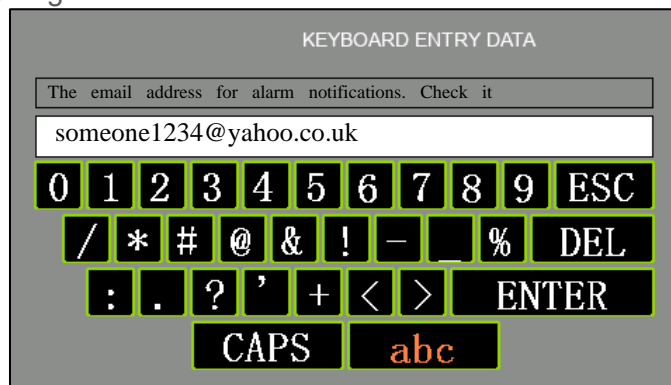 KEYBOARD ENTRY DATA
The email address for alarm notifications. Check it
someone1234@yahoo.co.uk
0 1 2 3 4 5 6 7 8 9 ESC
/ * # @ & ! - _ % DEL
: . ? ' + < > ENTER
CAPS abc